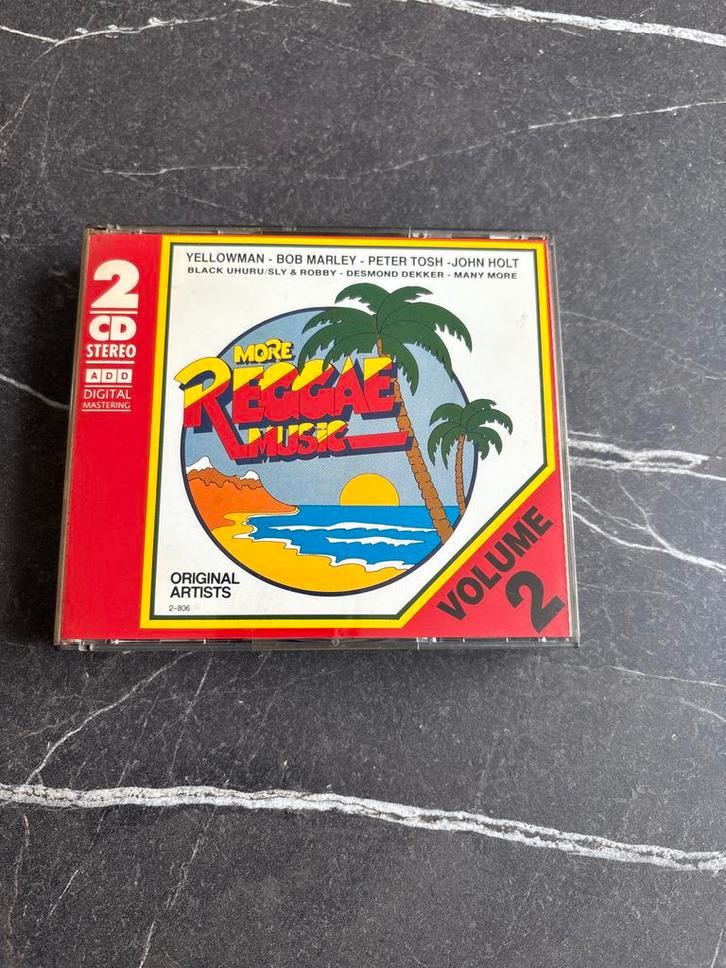 2
CD
STEREO
ADD
DIGITAL
MASTERING
YELLOWMAN - BOB MARLEY - PETER TOSH -JOHN HOLT
BLACK UHURU/SLY & ROBBY - DESMOND DEKKER - MANY MORE
MORE
REGGAE
MUSIC
ORIGINAL
ARTISTS
2-806
VOLUME
2